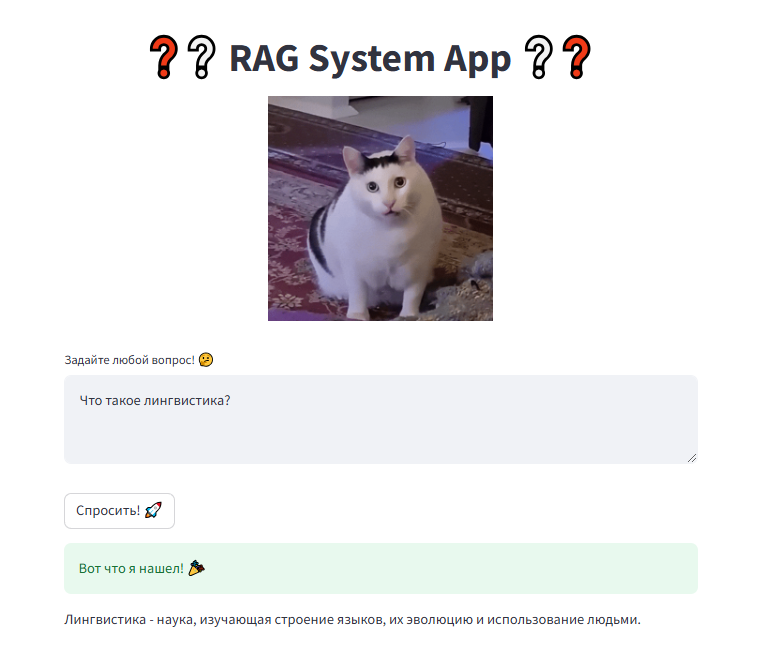 ❓❔ RAG System App ❔❓
Задайте любой вопрос! 🤔
Что такое лингвистика?
Спросить! 🚀
Вот что я нашел! 🎉
Лингвистика - наука, изучающая строение языков, их эволюцию и использование людьми.